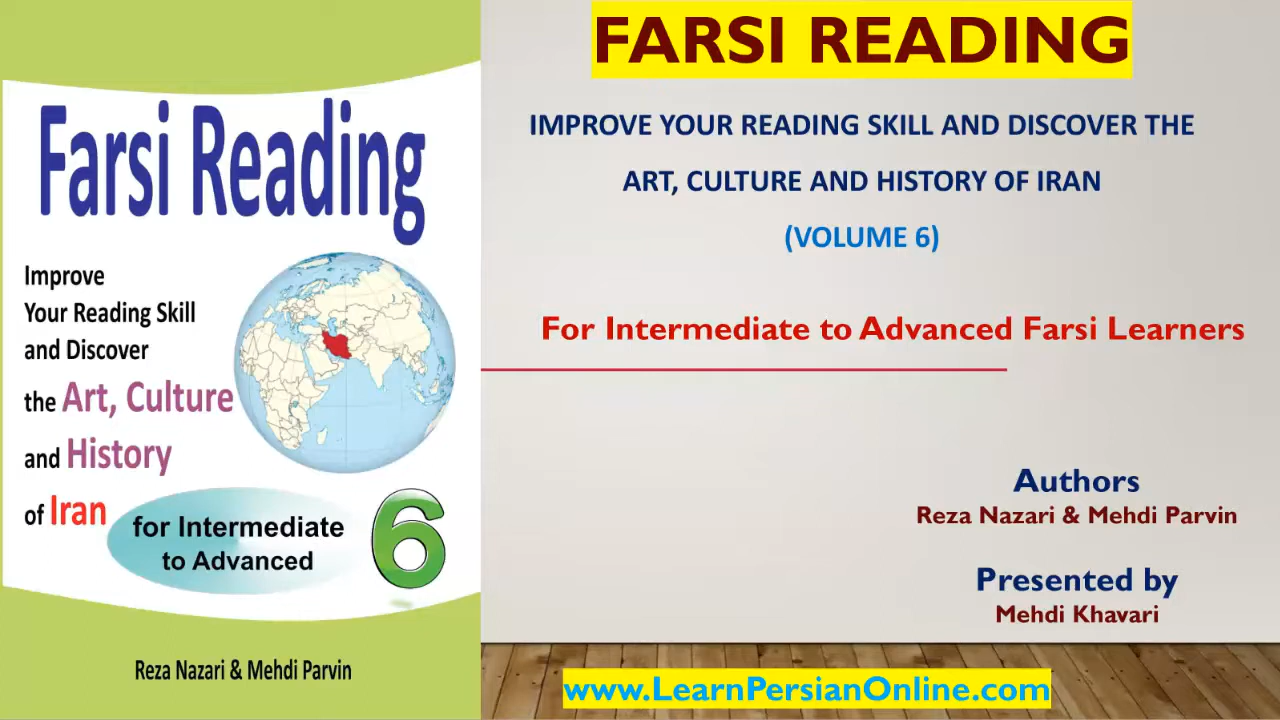 Farsi Reading
Improve
Your Reading Skill
and Discover
the Art, Culture
and History
of Iran
for Intermediate
to Advanced
6
Reza Nazari & Mehdi Parvin
FARSI READING
IMPROVE YOUR READING SKILL AND DISCOVER THE
ART, CULTURE AND HISTORY OF IRAN
(VOLUME 6)
For Intermediate to Advanced Farsi Learners
Authors
Reza Nazari & Mehdi Parvin
Presented by
Mehdi Khavari
www.LearnPersianOnline.com